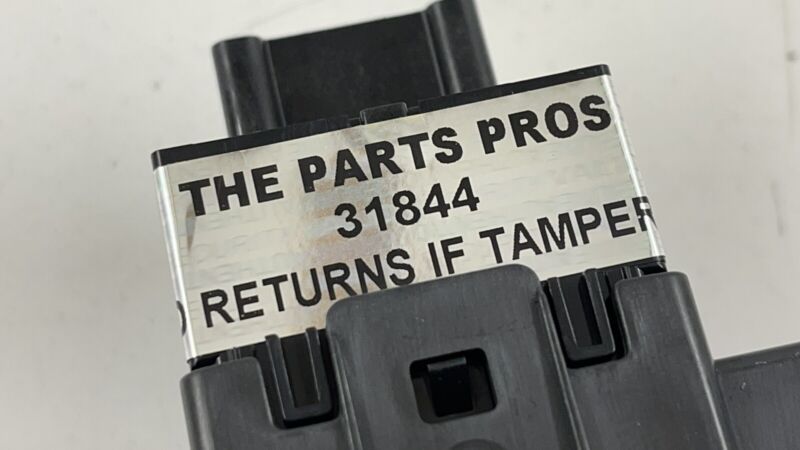 THE PARTS PROS
31844
RETURNS IF TAMPER